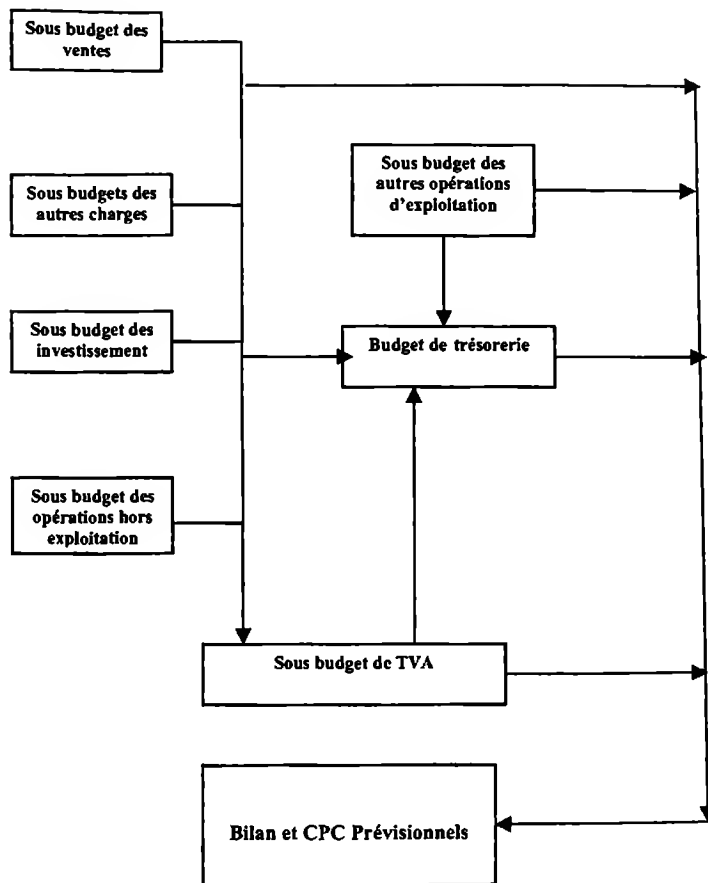 Sous budget des
ventes
Sous budgets des
autres charges
Sous budget des
autres opérations
d'exploitation
Sous budget des
investissement
Budget de trésorerie
Sous budget des
opérations hors
exploitation
Sous budget de TVA
Bilan et CPC Prévisionnels